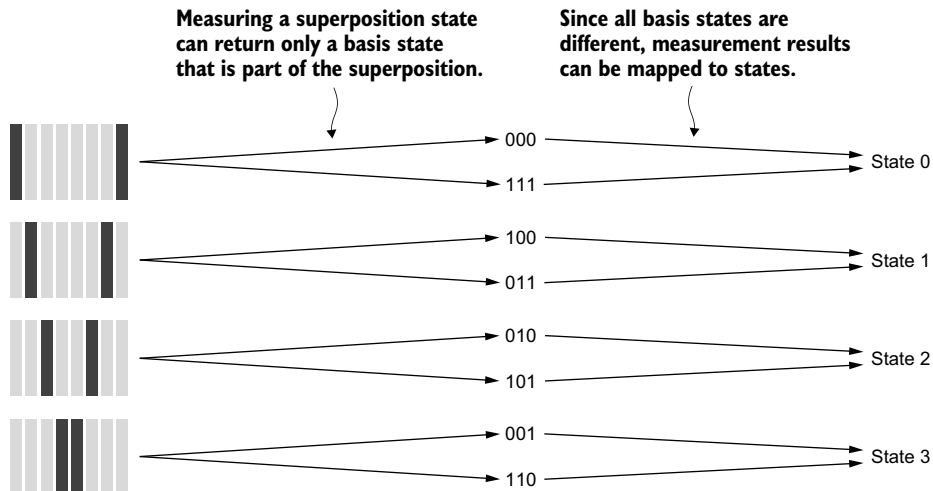 Measuring a superposition state
can return only a basis state
that is part of the superposition.
Since all basis states are
different, measurement results
can be mapped to states.
000
111
State 0
100
011
State 1
010
101
State 2
001
110
State 3